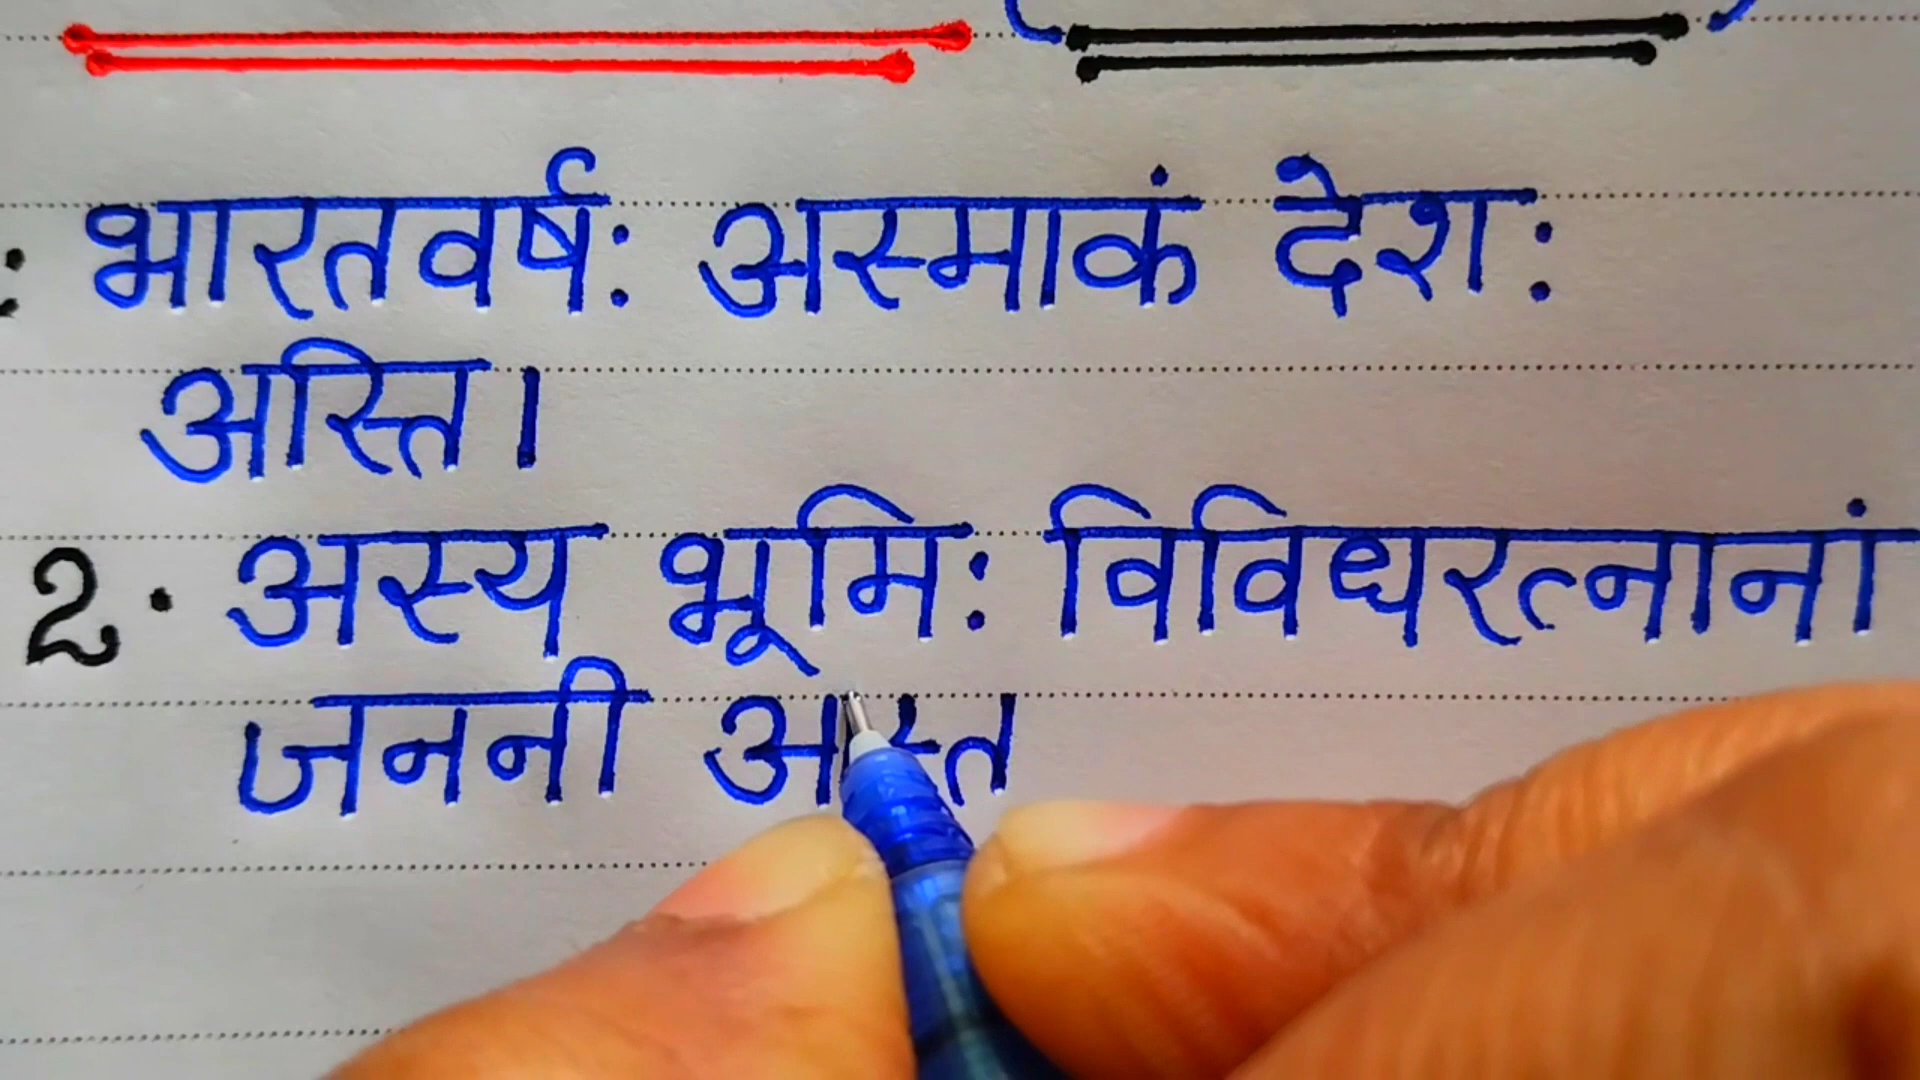 भारतवर्षः अस्माकं देशः
अस्ति।
2. अस्य भूमिः विविधरत्नानां
जननी